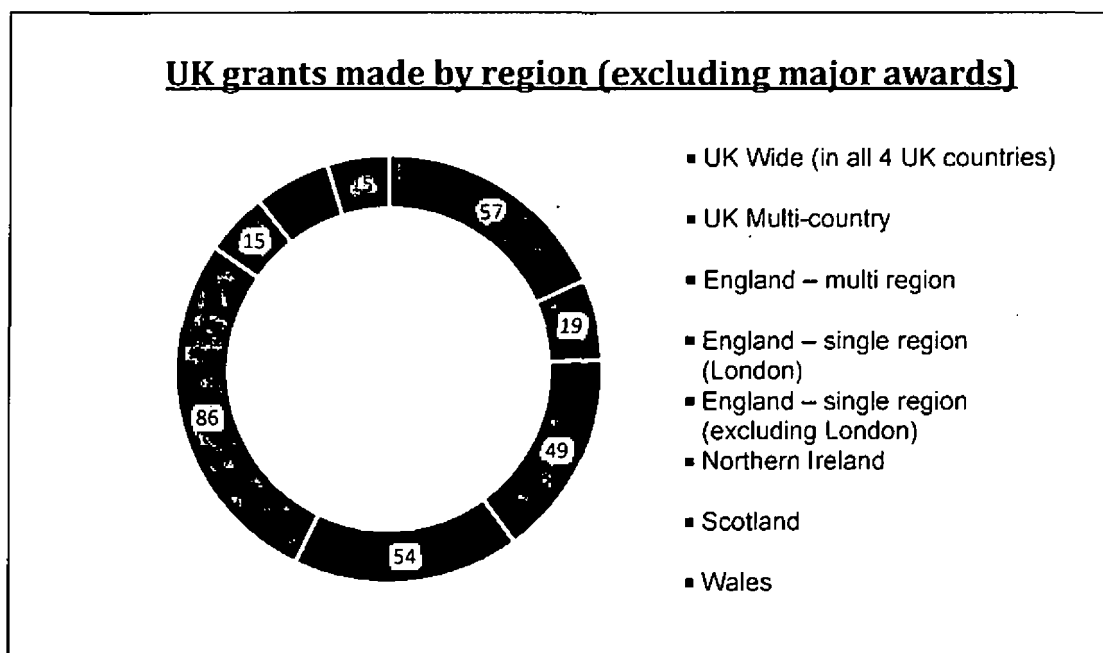 UK grants made by region (excluding major awards)
57
19
49
54
86
15
15
▪ UK Wide (in all 4 UK countries)
▪ UK Multi-country
▪ England – multi region
▪ England – single region
(London)
▪ England – single region
(excluding London)
▪ Northern Ireland
▪ Scotland
▪ Wales